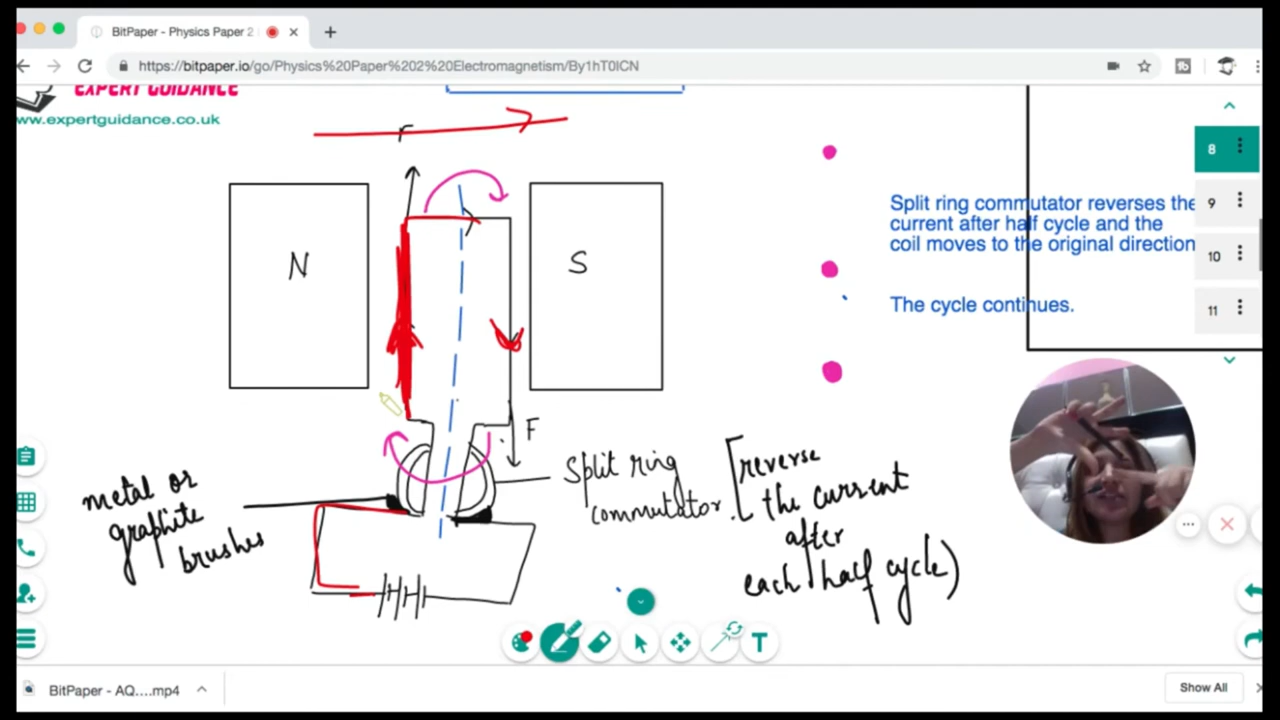 BitPaper - Physics Paper 2
https://bitpaper.io/go/Physics%20Paper%202%20Electromagnetism/By1hT0ICN
EXPERT GUIDANCE
ww.expertguidance.co.uk
N
S
F
Split ring commutator reverses the
current after half cycle and the
coil moves to the original direction
The cycle continues.
8
9
10
11
metal or
graphite
brushes
Split ring
commutator.
[reverse
the current
after
each half cycle)
T
BitPaper - AQ....mp4
Show All